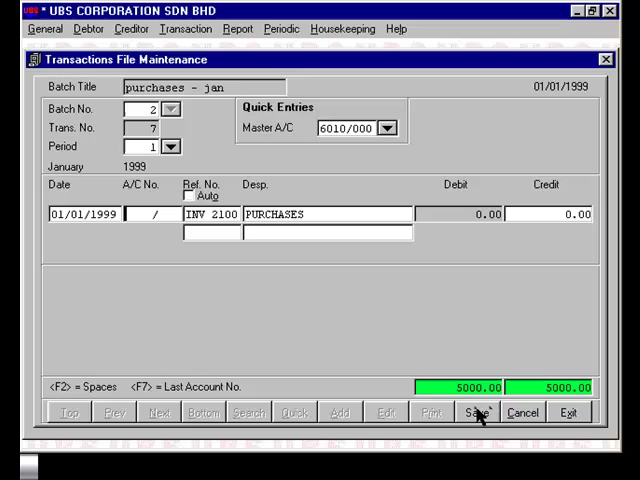 UBS * UBS CORPORATION SDN BHD
General Debtor Creditor Transaction Report Periodic Housekeeping Help
Transactions File Maintenance
Batch Title purchases - jan 01/01/1999
Batch No. 2 Quick Entries
Trans. No. 7 Master A/C 6010/000
Period 1
January 1999
Date A/C No. Ref. No. Desp. Debit Credit
Auto
01/01/1999 / INV 2100 PURCHASES 0.00 0.00
<F2> = Spaces <F7> = Last Account No. 5000.00 5000.00
Top Prev Next Bottom Search Quick Add Edit Print Save Cancel Exit